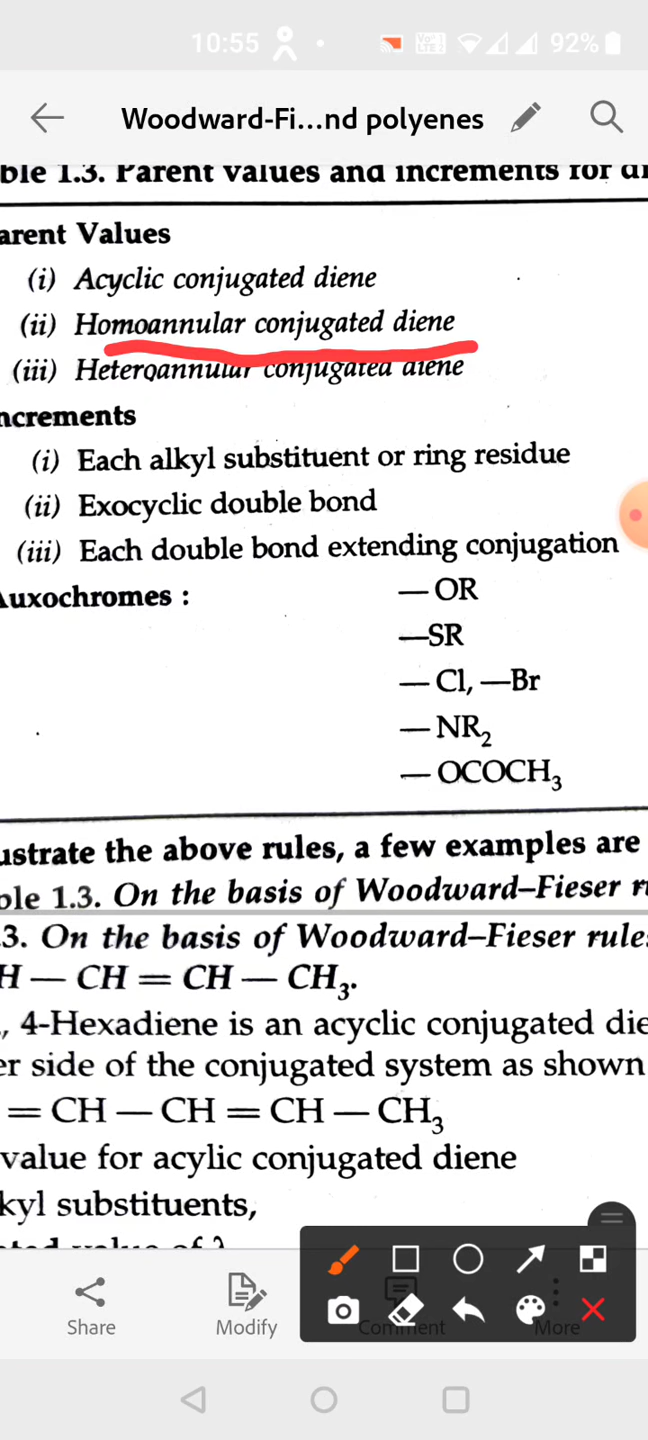 10:55
92%
Woodward-Fi...nd polyenes
ble 1.3. Parent values and increments for
arent Values
(i) Acyclic conjugated diene
(ii) Homoannular conjugated diene
(iii) Heteroannular conjugated diene
ncrements
(i) Each alkyl substituent or ring residue
(ii) Exocyclic double bond
(iii) Each double bond extending conjugation
Auxochromes : — OR
—SR
— Cl, —Br
— NR₂
— OCOCH₃
ustrate the above rules, a few examples are
ole 1.3. On the basis of Woodward–Fieser
.3. On the basis of Woodward–Fieser rule
H — CH = CH — CH₃.
, 4-Hexadiene is an acyclic conjugated die
er side of the conjugated system as shown
= CH — CH = CH — CH₃
value for acylic conjugated diene
kyl substituents,
Share
Modify
Comment
More